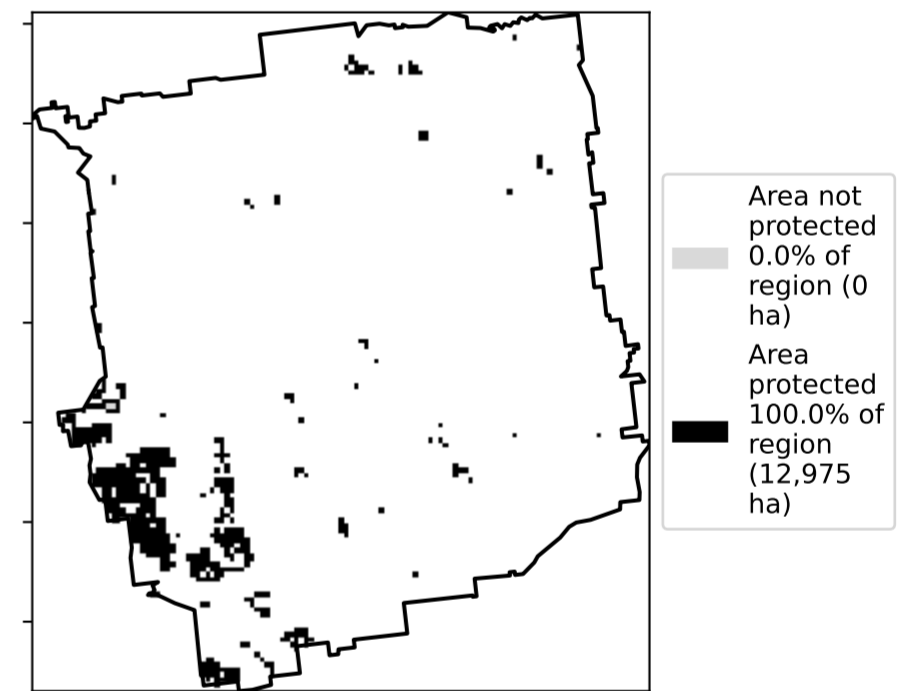 Area not
protected
0.0% of
region (0
ha)
Area
protected
100.0% of
region
(12,975
ha)